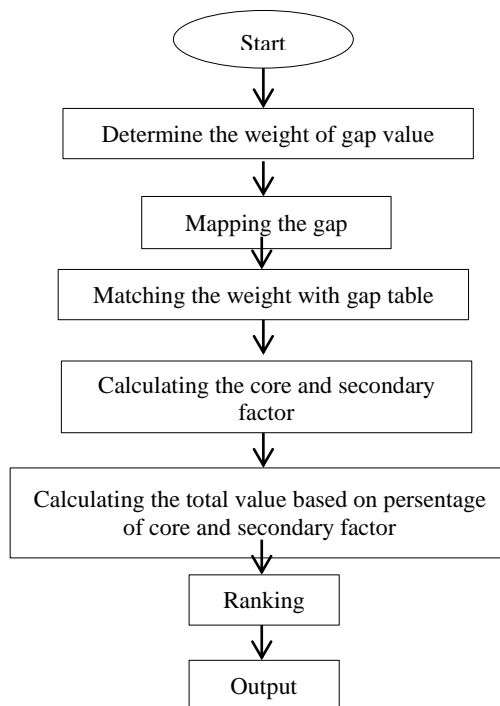 Start
Determine the weight of gap value
Mapping the gap
Matching the weight with gap table
Calculating the core and secondary
factor
Calculating the total value based on persentage
of core and secondary factor
Ranking
Output